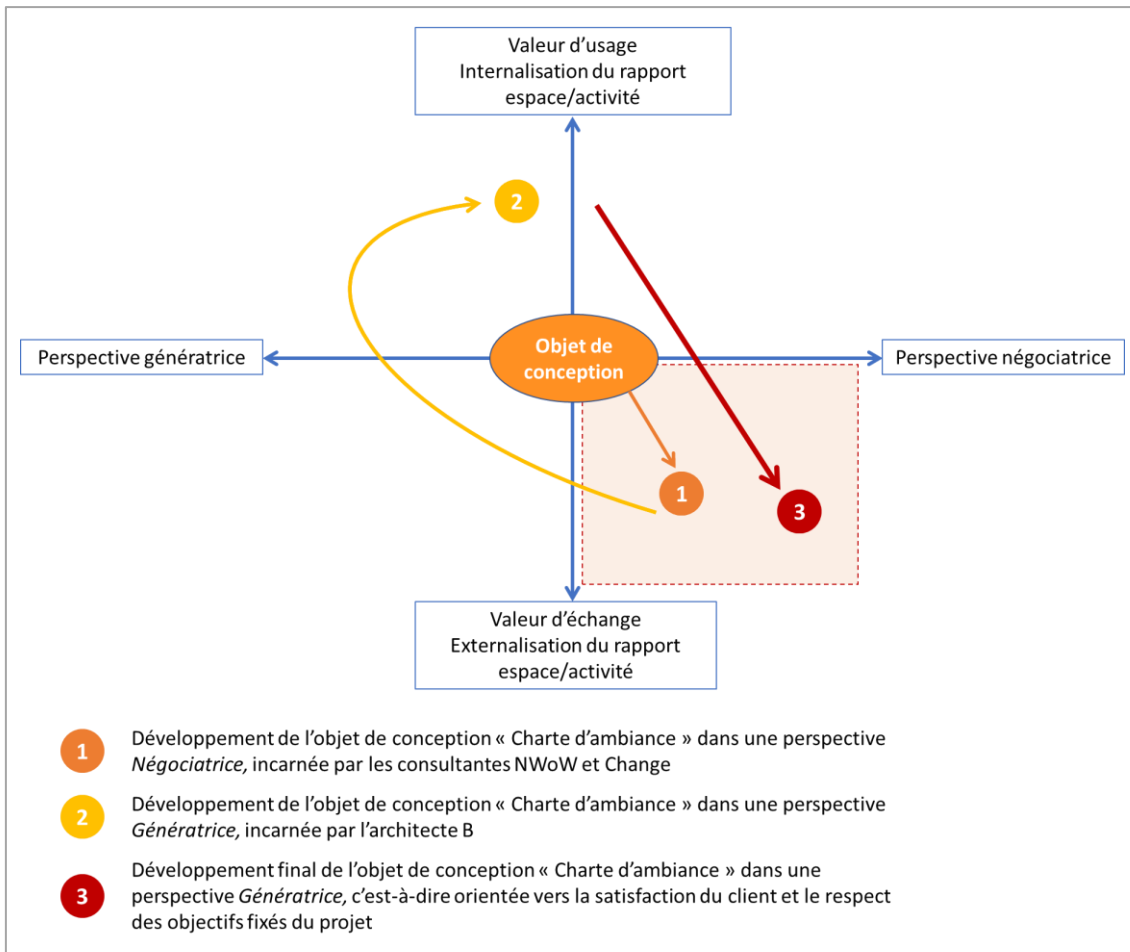 Valeur d’usage
Internalisation du rapport
espace/activité
2
Perspective génératrice
Objet de
conception
Perspective négociatrice
1
3
Valeur d’échange
Externalisation du rapport
espace/activité
1
Développement de l’objet de conception « Charte d’ambiance » dans une perspective
Négociatrice, incarnée par les consultantes NWoW et Change
2
Développement de l’objet de conception « Charte d’ambiance » dans une perspective
Génératrice, incarnée par l’architecte B
3
Développement final de l’objet de conception « Charte d’ambiance » dans une
perspective Génératrice, c’est-à-dire orientée vers la satisfaction du client et le respect
des objectifs fixés du projet